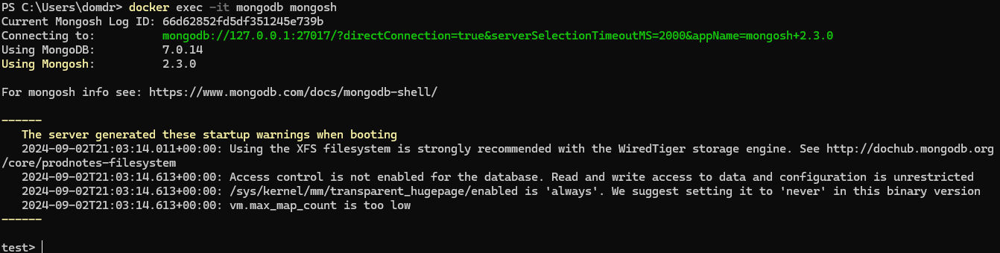 PS C:\Users\domdr> docker exec -it mongodb mongosh
Current Mongosh Log ID: 66d62852fd5df351245e739b
Connecting to:          mongodb://127.0.0.1:27017/?directConnection=true&serverSelectionTimeoutMS=2000&appName=mongosh+2.3.0
Using MongoDB:          7.0.14
Using Mongosh:          2.3.0
For mongosh info see: https://www.mongodb.com/docs/mongodb-shell/
------
The server generated these startup warnings when booting
2024-09-02T21:03:14.011+00:00: Using the XFS filesystem is strongly recommended with the WiredTiger storage engine. See http://dochub.mongodb.org
/core/prodnotes-filesystem
2024-09-02T21:03:14.613+00:00: Access control is not enabled for the database. Read and write access to data and configuration is unrestricted
2024-09-02T21:03:14.613+00:00: /sys/kernel/mm/transparent_hugepage/enabled is 'always'. We suggest setting it to 'never' in this binary version
2024-09-02T21:03:14.613+00:00: vm.max_map_count is too low
------
test>